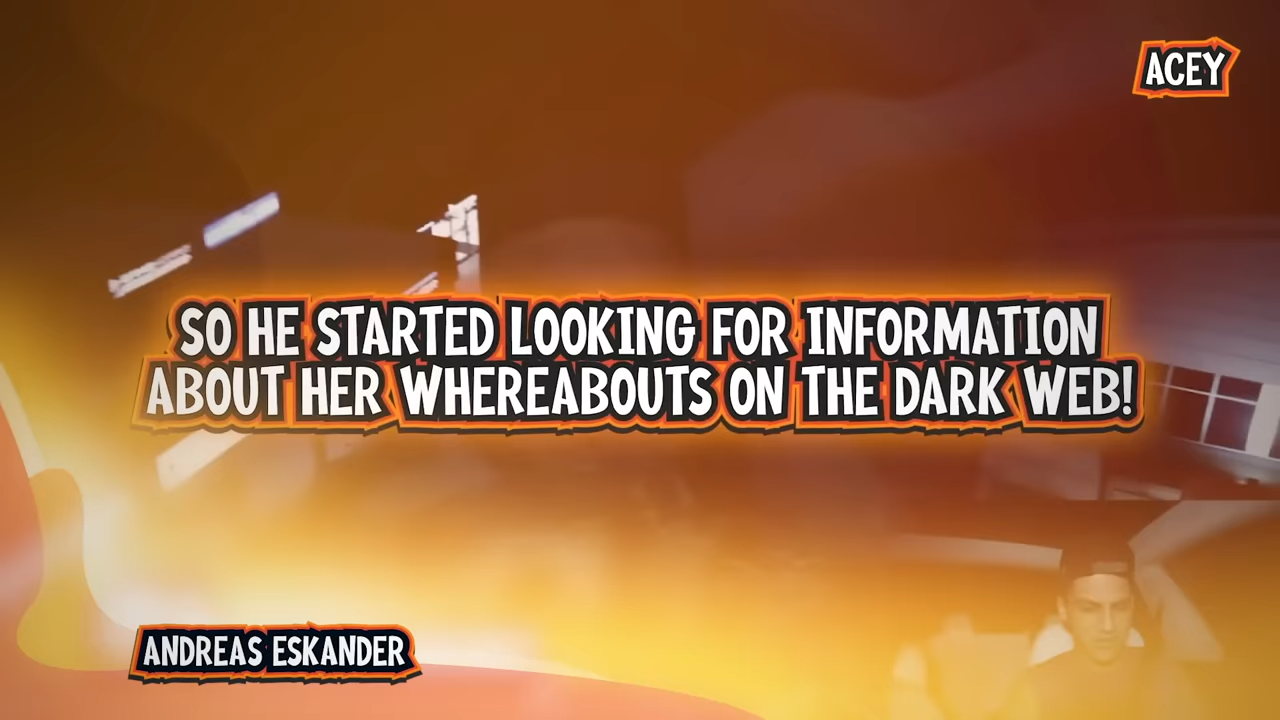 ACEY
SO HE STARTED LOOKING FOR INFORMATION
ABOUT HER WHEREABOUTS ON THE DARK WEB!
ANDREAS ESKANDER